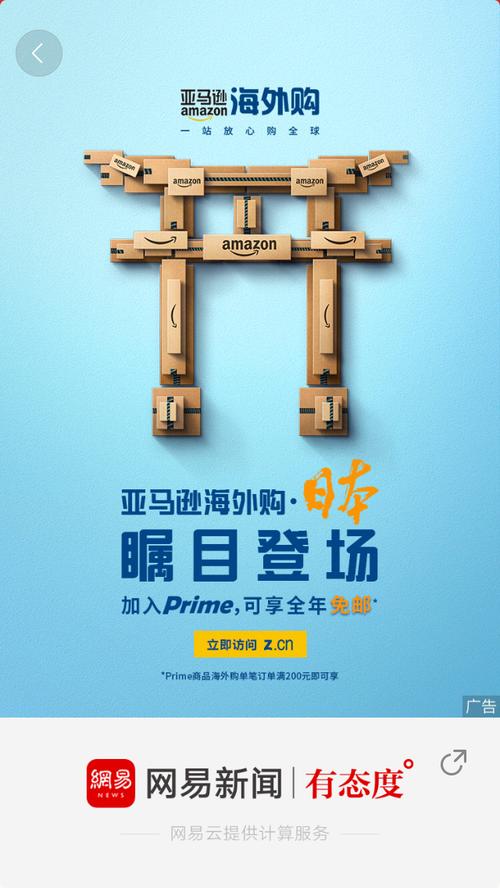 亚马逊 海外购
amazon
一站放心购全球
amazon
amazon
amazon
amazon
amazon
亚马逊海外购·日本
瞩目登场
加入Prime,可享全年免邮*
立即访问 z.cn
*Prime商品海外购单笔订单满200元即可享
广告
網易 网易新闻|有态度°
NEWS
网易云提供计算服务